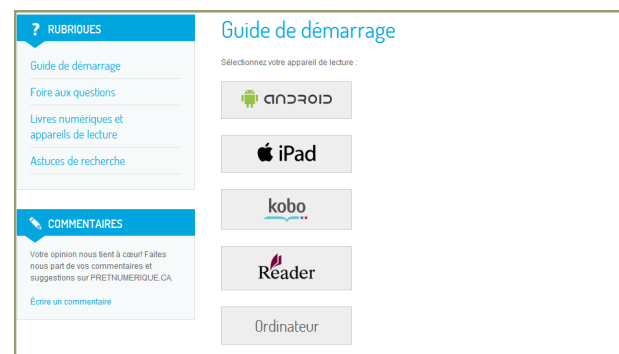 RUBRIQUES
Guide de démarrage
Foire aux questions
Livres numériques et
appareils de lecture
Astuces de recherche
COMMENTAIRES
Votre opinion nous tient à cœur! Faites
nous part de vos commentaires et
suggestions sur PRETNUMERIQUE.CA.
Écrire un commentaire
Guide de démarrage
Sélectionnez votre appareil de lecture :
ANDROID
iPad
kobo
Reader
Ordinateur